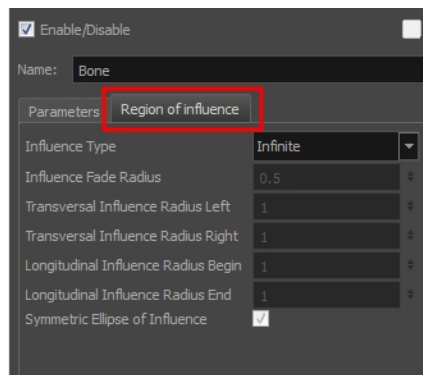 Enable/Disable
Name: Bone
Parameters Region of influence
Influence Type Infinite
Influence Fade Radius 0.5
Transversal Influence Radius Left 1
Transversal Influence Radius Right 1
Longitudinal Influence Radius Begin 1
Longitudinal Influence Radius End 1
Symmetric Ellipse of Influence